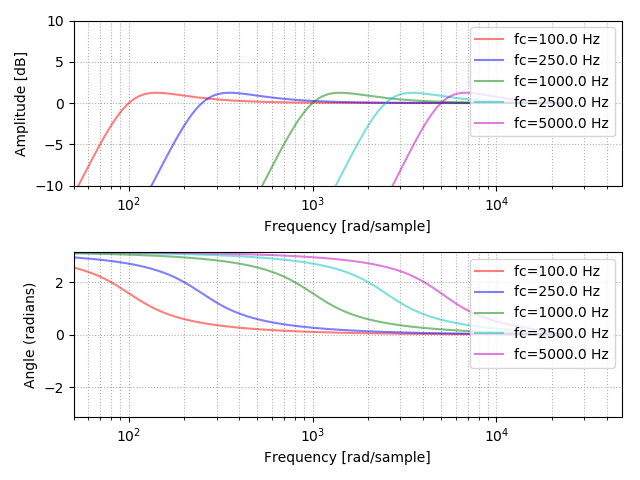 10
5
0
−5
−10
Amplitude [dB]
fc=100.0 Hz
fc=250.0 Hz
fc=1000.0 Hz
fc=2500.0 Hz
fc=5000.0 Hz
10²
10³
10⁴
Frequency [rad/sample]
2
0
−2
Angle (radians)
fc=100.0 Hz
fc=250.0 Hz
fc=1000.0 Hz
fc=2500.0 Hz
fc=5000.0 Hz
10²
10³
10⁴
Frequency [rad/sample]